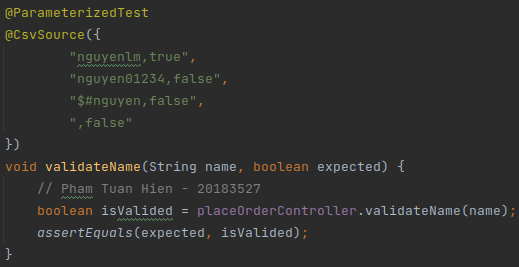 @ParameterizedTest
@CsvSource({
        "nguyenlm,true",
        "nguyen01234,false",
        "$#nguyen,false",
        ",false"
})
void validateName(String name, boolean expected) {
    // Pham Tuan Hien - 20183527
    boolean isValided = placeOrderController.validateName(name);
    assertEquals(expected, isValided);
}